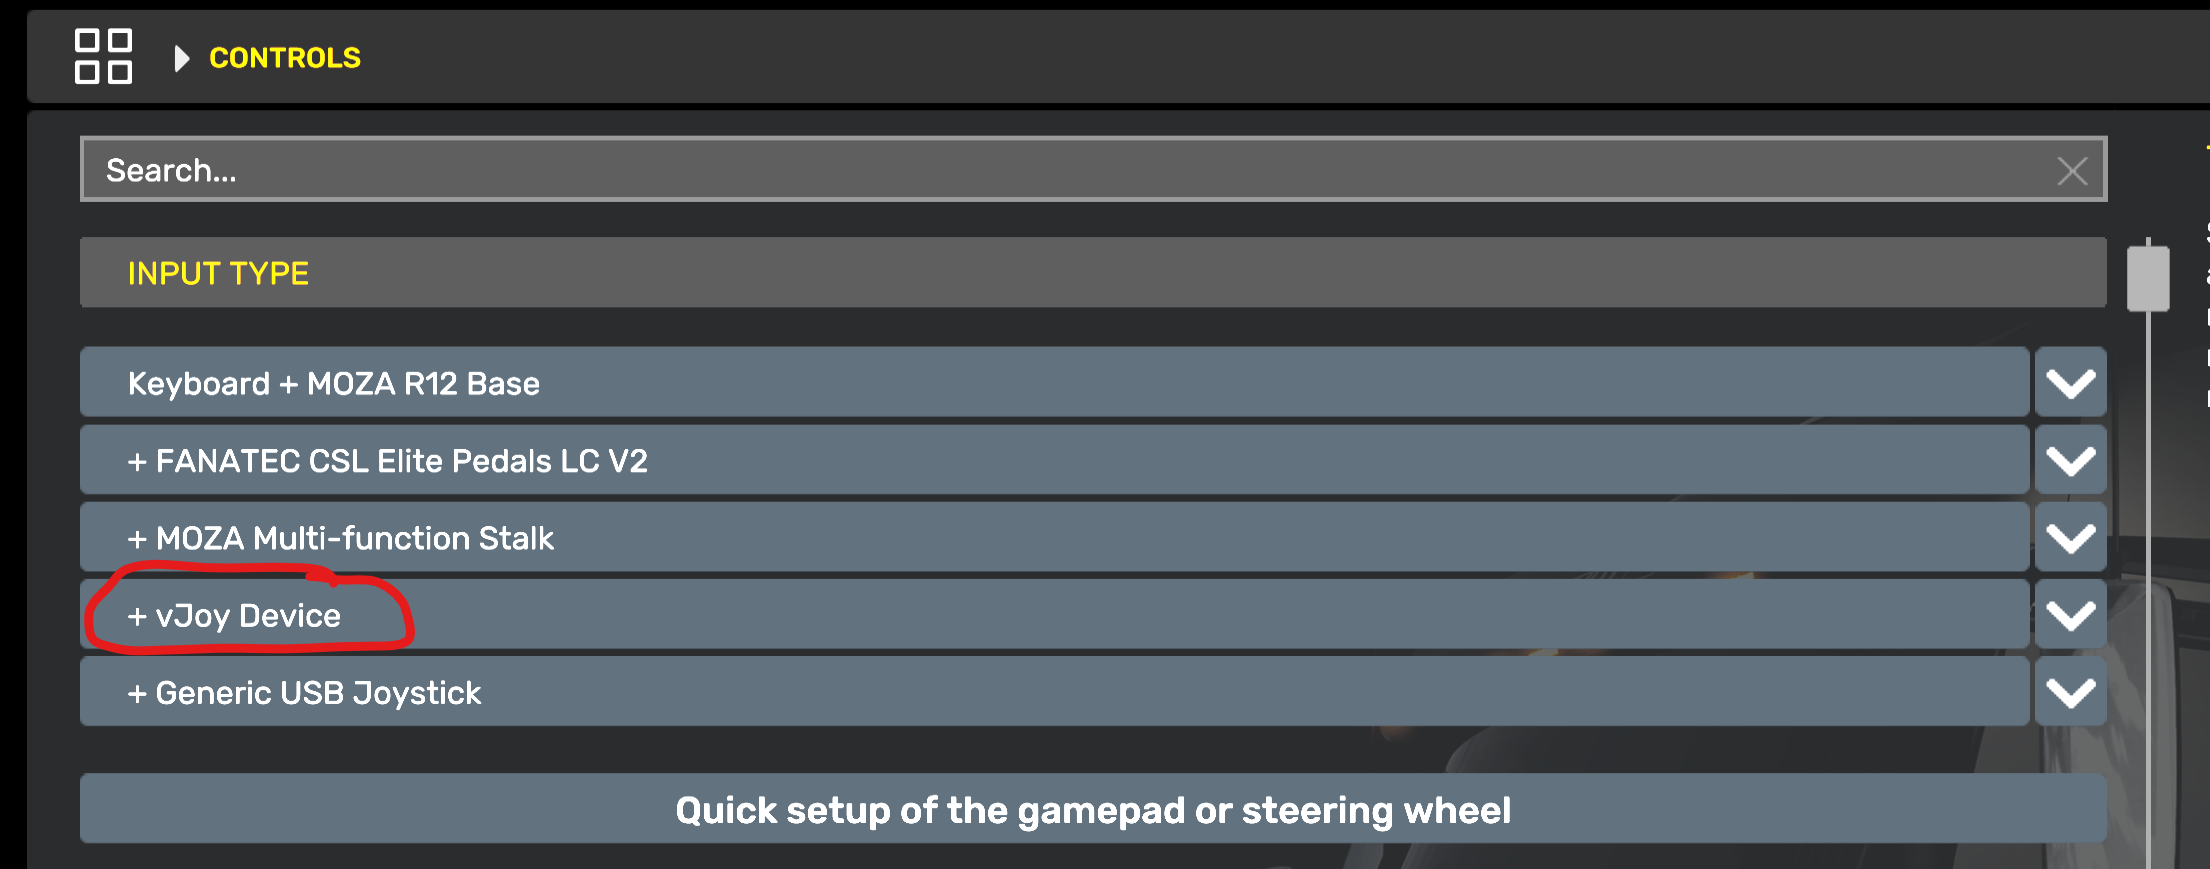 CONTROLS
Search...
INPUT TYPE
Keyboard + MOZA R12 Base
+ FANATEC CSL Elite Pedals LC V2
+ MOZA Multi-function Stalk
+ vJoy Device
+ Generic USB Joystick
Quick setup of the gamepad or steering wheel